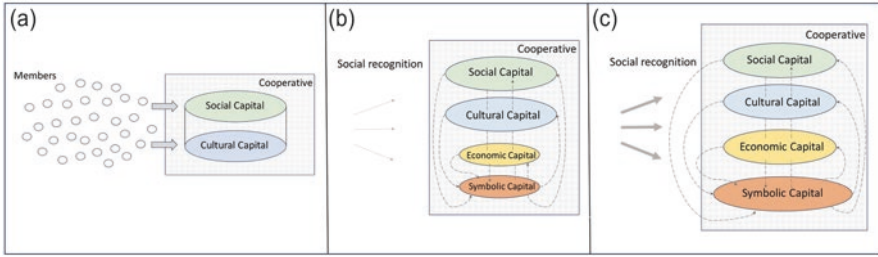 (a)
Members
Cooperative
Social Capital
Cultural Capital
(b)
Cooperative
Social recognition
Social Capital
Cultural Capital
Economic Capital
Symbolic Capital
(c)
Cooperative
Social recognition
Social Capital
Cultural Capital
Economic Capital
Symbolic Capital